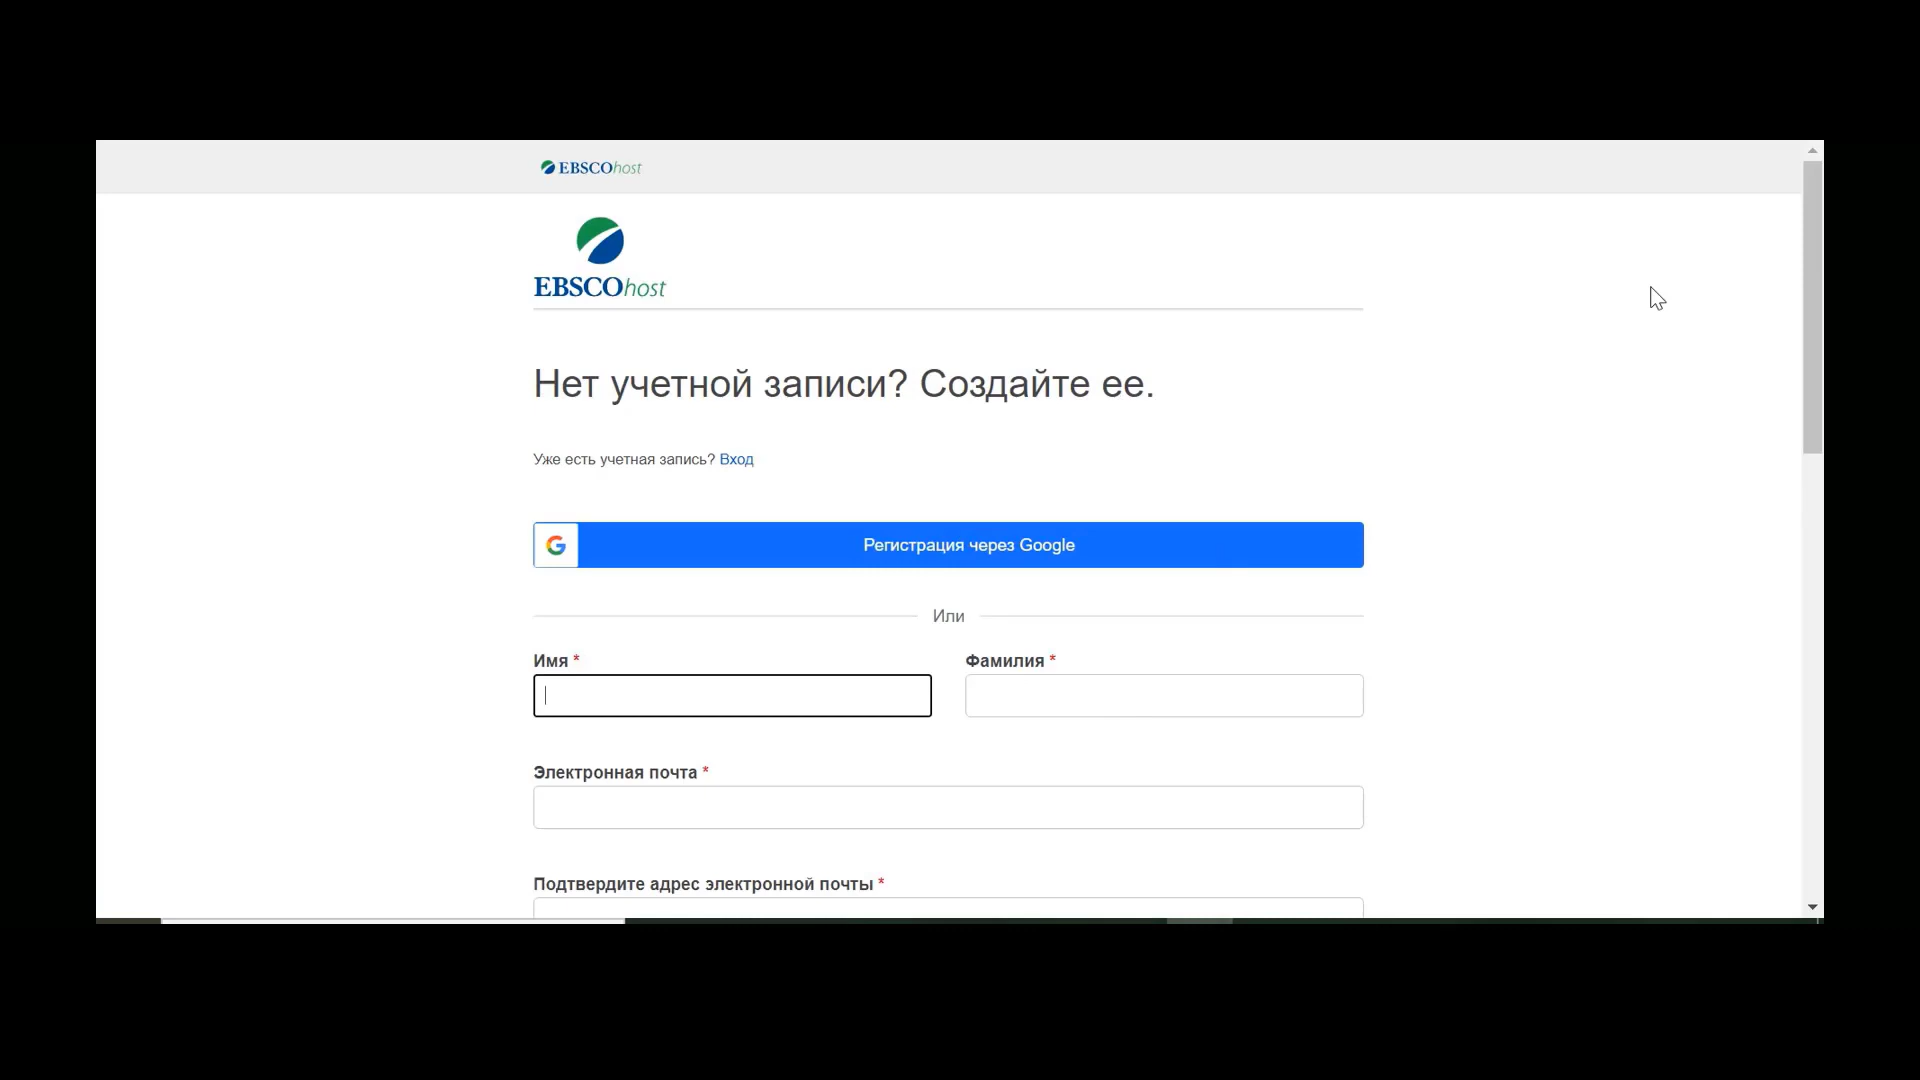 EBSCOhost
EBSCOhost
Нет учетной записи? Создайте ее.
Уже есть учетная запись? Вход
Регистрация через Google
Или
Имя * Фамилия *
Электронная почта *
Подтвердите адрес электронной почты *